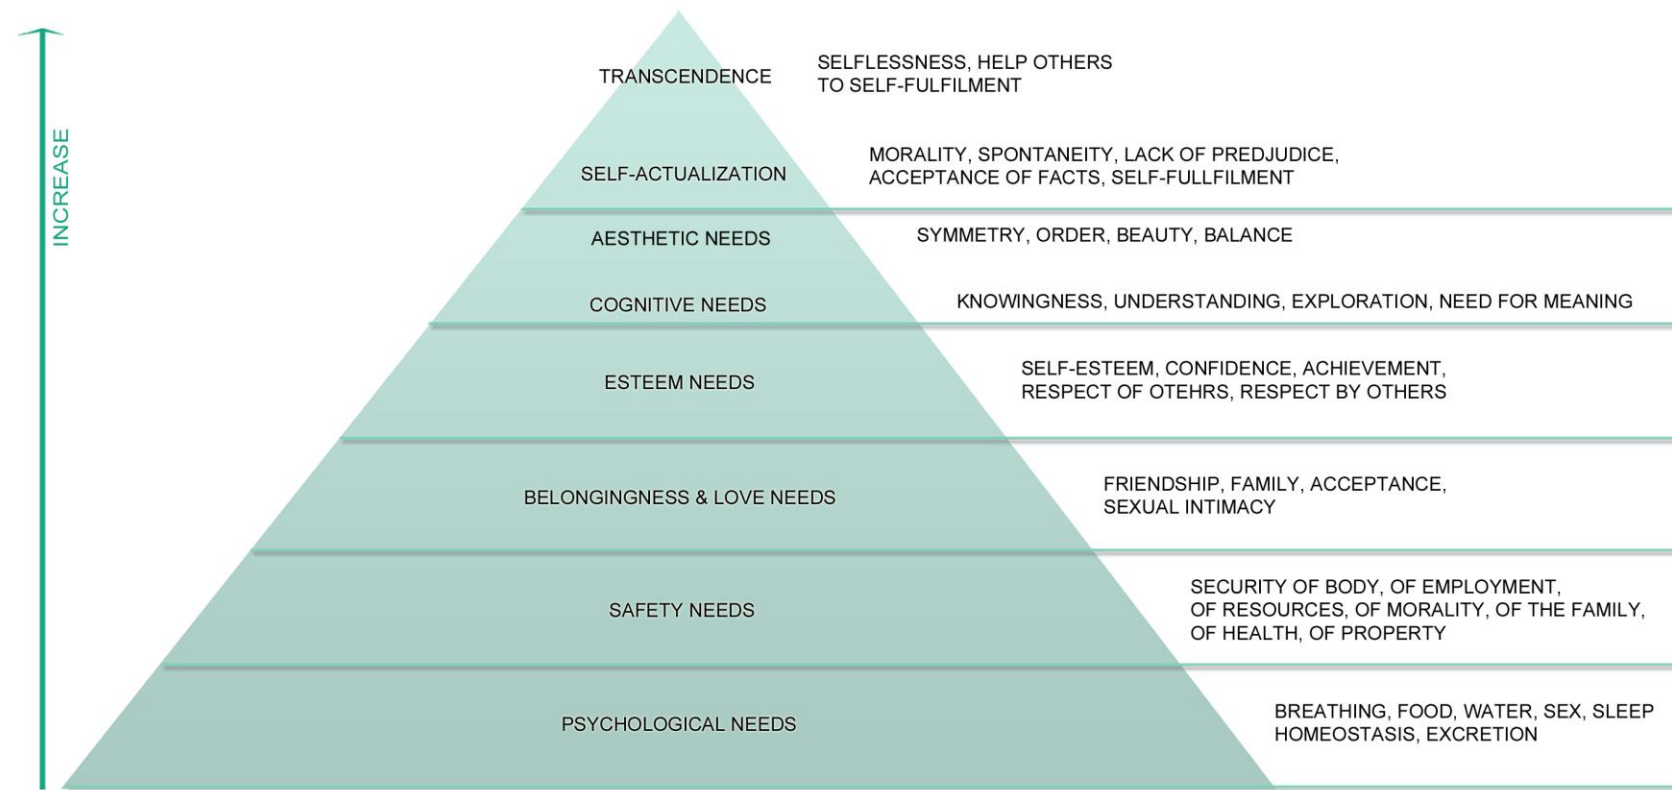 INCREASE
TRANSCENDENCE
SELFLESSNESS, HELP OTHERS
TO SELF-FULFILMENT
SELF-ACTUALIZATION
MORALITY, SPONTANEITY, LACK OF PREDJUDICE,
ACCEPTANCE OF FACTS, SELF-FULLFILMENT
AESTHETIC NEEDS
SYMMETRY, ORDER, BEAUTY, BALANCE
COGNITIVE NEEDS
KNOWINGNESS, UNDERSTANDING, EXPLORATION, NEED FOR MEANING
ESTEEM NEEDS
SELF-ESTEEM, CONFIDENCE, ACHIEVEMENT,
RESPECT OF OTEHRS, RESPECT BY OTHERS
BELONGINGNESS & LOVE NEEDS
FRIENDSHIP, FAMILY, ACCEPTANCE,
SEXUAL INTIMACY
SAFETY NEEDS
SECURITY OF BODY, OF EMPLOYMENT,
OF RESOURCES, OF MORALITY, OF THE FAMILY,
OF HEALTH, OF PROPERTY
PSYCHOLOGICAL NEEDS
BREATHING, FOOD, WATER, SEX, SLEEP
HOMEOSTASIS, EXCRETION